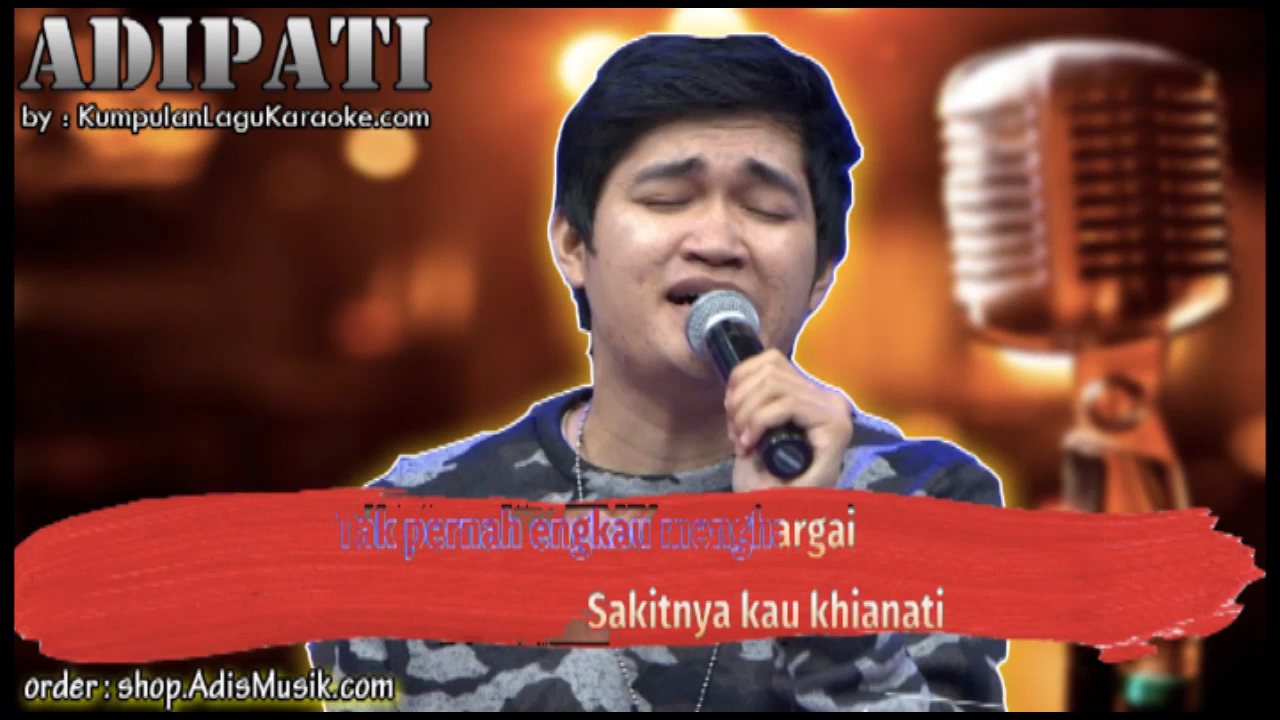 ADIPATI
by : KumpulanLaguKaraoke.com
Tak pernah engkau menghargai
Sakitnya kau khianati
order : shop.AdisMusik.com